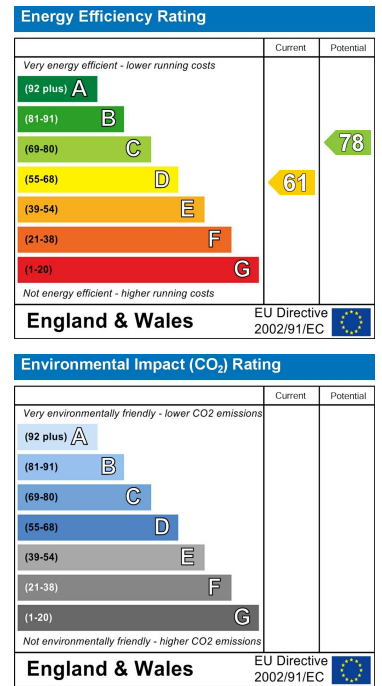 Energy Efficiency Rating
Current Potential
Very energy efficient - lower running costs
(92 plus) A
(81-91) B
(69-80) C
(55-68) D
(39-54) E
(21-38) F
(1-20) G
61
78
Not energy efficient - higher running costs
England & Wales
EU Directive
2002/91/EC
Environmental Impact (CO2) Rating
Current Potential
Very environmentally friendly - lower CO2 emissions
(92 plus) A
(81-91) B
(69-80) C
(55-68) D
(39-54) E
(21-38) F
(1-20) G
Not environmentally friendly - higher CO2 emissions
England & Wales
EU Directive
2002/91/EC